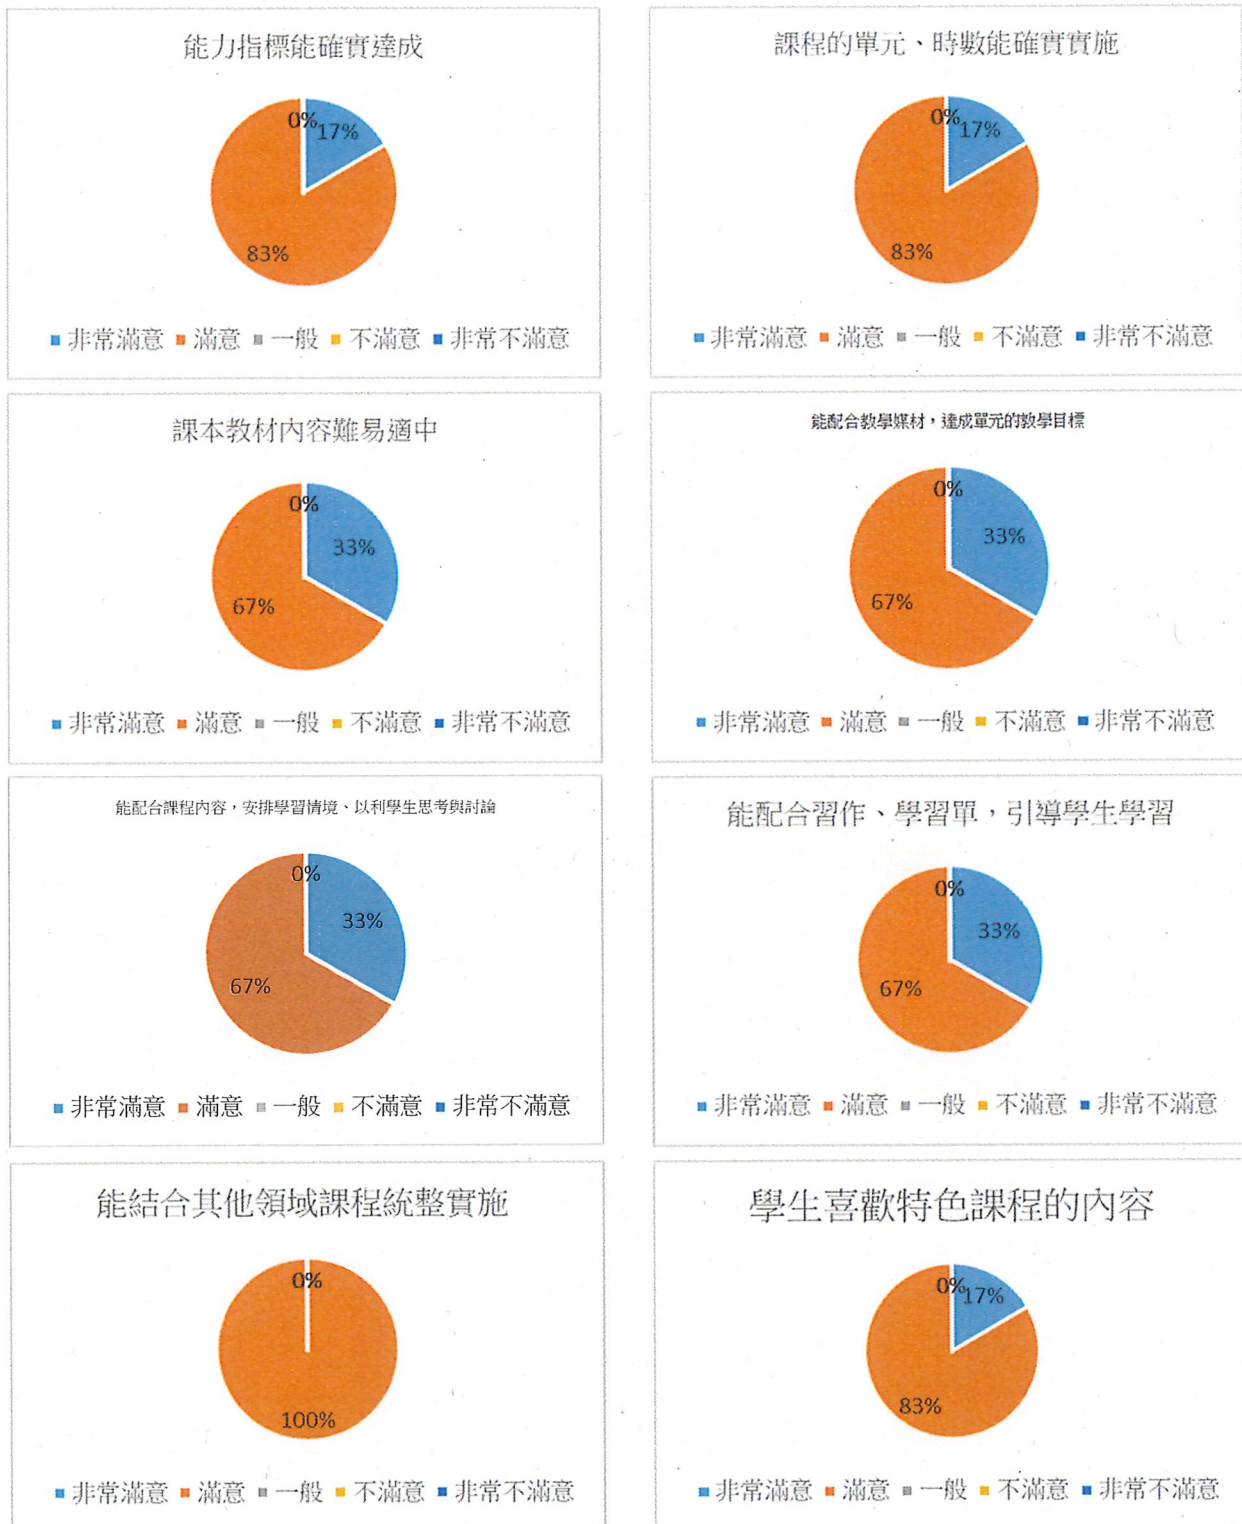 能力指標能確實達成
0%
17%
83%
非常滿意 滿意 一般 不滿意 非常不滿意
課程的單元、時數能確實實施
0%
17%
83%
非常滿意 滿意 一般 不滿意 非常不滿意
課本教材內容難易適中
0%
33%
67%
非常滿意 滿意 一般 不滿意 非常不滿意
能配合教學媒材，達成單元的教學目標
0%
33%
67%
非常滿意 滿意 一般 不滿意 非常不滿意
能配合課程內容，安排學習情境、以利學生思考與討論
0%
33%
67%
非常滿意 滿意 一般 不滿意 非常不滿意
能配合習作、學習單，引導學生學習
0%
33%
67%
非常滿意 滿意 一般 不滿意 非常不滿意
能結合其他領域課程統整實施
0%
100%
非常滿意 滿意 一般 不滿意 非常不滿意
學生喜歡特色課程的內容
0%
17%
83%
非常滿意 滿意 一般 不滿意 非常不滿意